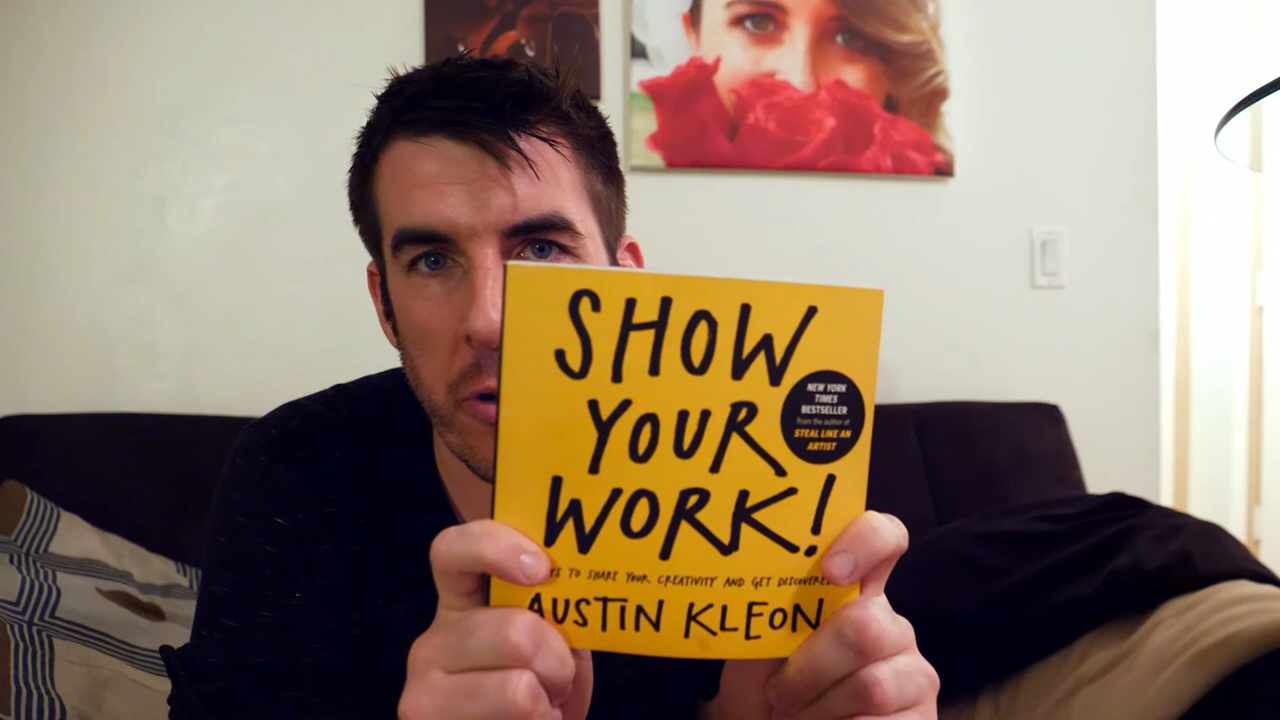 SHOW
YOUR
WORK!
NEW YORK
TIMES
BESTSELLER
From the author of
STEAL LIKE AN
ARTIST
TO SHARE YOUR CREATIVITY AND GET DISCOVERED
AUSTIN KLEON